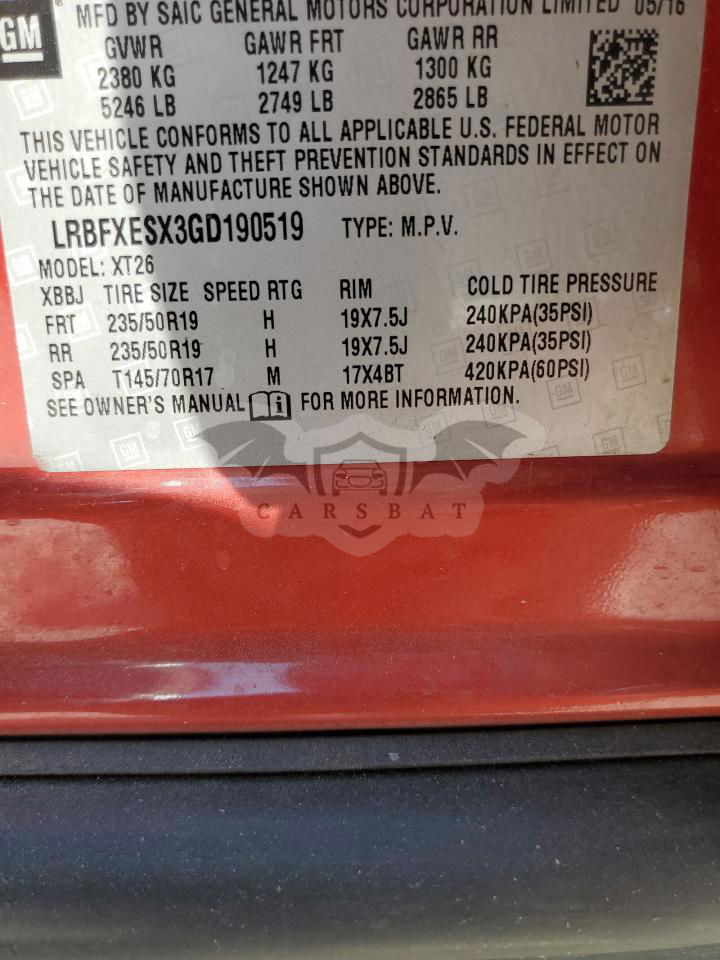 GM
MFD BY SAIC GENERAL MOTORS CORPORATION LIMITED 05/16
GVWR GAWR FRT GAWR RR
2380 KG 1247 KG 1300 KG
5246 LB 2749 LB 2865 LB
THIS VEHICLE CONFORMS TO ALL APPLICABLE U.S. FEDERAL MOTOR
VEHICLE SAFETY AND THEFT PREVENTION STANDARDS IN EFFECT ON
THE DATE OF MANUFACTURE SHOWN ABOVE.
LRBFXESX3GD190519 TYPE: M.P.V.
MODEL: XT26
XBBJ TIRE SIZE SPEED RTG RIM COLD TIRE PRESSURE
FRT 235/50R19 H 19X7.5J 240KPA(35PSI)
RR 235/50R19 H 19X7.5J 240KPA(35PSI)
SPA T145/70R17 M 17X4BT 420KPA(60PSI)
SEE OWNER'S MANUAL FOR MORE INFORMATION.
CARSBAT